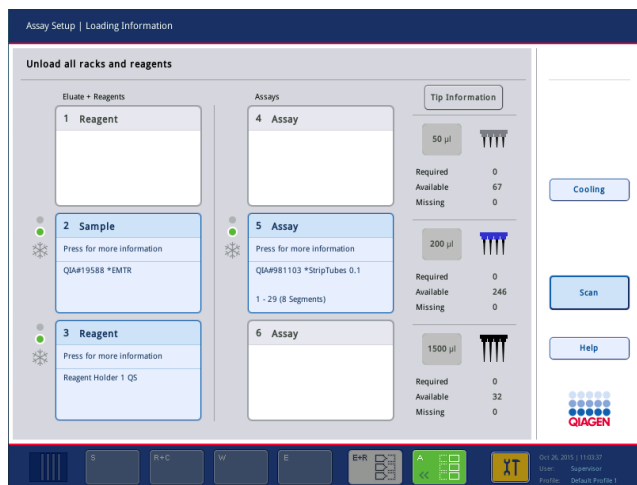 Assay Setup | Loading Information
Unload all racks and reagents
Eluate + Reagents
Assays
Tip Information
1 Reagent
4 Assay
50 µl
Required 0
Available 67
Missing 0
Cooling
2 Sample
Press for more information
QIA#19588 *EMTR
5 Assay
Press for more information
QIA#981103 *StripTubes 0.1
1 - 29 (8 Segments)
200 µl
Required 0
Available 246
Missing 0
Scan
3 Reagent
Press for more information
Reagent Holder 1 QS
6 Assay
1500 µl
Required 0
Available 32
Missing 0
Help
QIAGEN
S
R+C
W
E
E+R
A
Oct 26, 2015 | 11:03:37
User: Supervisor
Profile: Default Profile 1